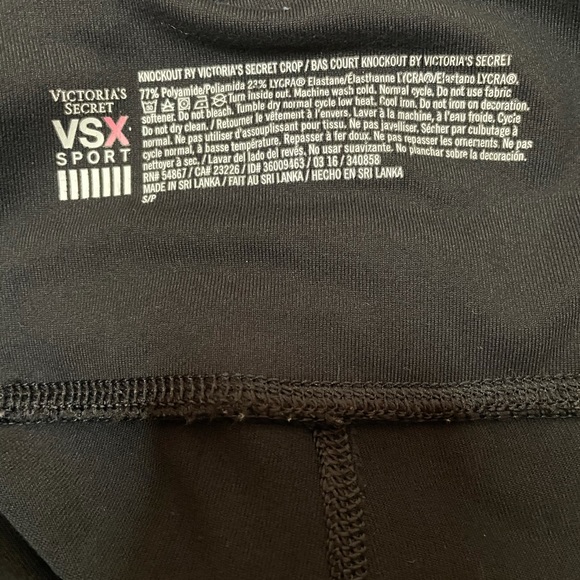 VICTORIA'S
SECRET
VSX
SPORT
KNOCKOUT BY VICTORIA'S SECRET CROP / BAS COURT KNOCKOUT BY VICTORIA'S SECRET
77% Polyamide/Poliamida 23% LYCRA® Elastane/Élasthanne LYCRA®/Elastano LYCRA®.
Turn inside out. Machine wash cold. Normal cycle. Do not use fabric
softener. Do not bleach. Tumble dry normal cycle low heat. Cool iron. Do not iron on decoration.
Do not dry clean. / Retourner le vêtement à l'envers. Laver à la machine, à l'eau froide. Cycle
normal. Ne pas utiliser d'assouplissant pour tissu. Ne pas javelliser. Sécher par culbutage à
cycle normal, à basse température. Repasser à fer doux. Ne pas repasser les ornements. Ne pas
nettoyer à sec. / Lavar del lado del revés. No usar suavizante. No planchar sobre la decoración.
RN# 54867 / CA# 23226 / ID# 36009463 / 03 16 / 340858
MADE IN SRI LANKA / FAIT AU SRI LANKA / HECHO EN SRI LANKA
S/P